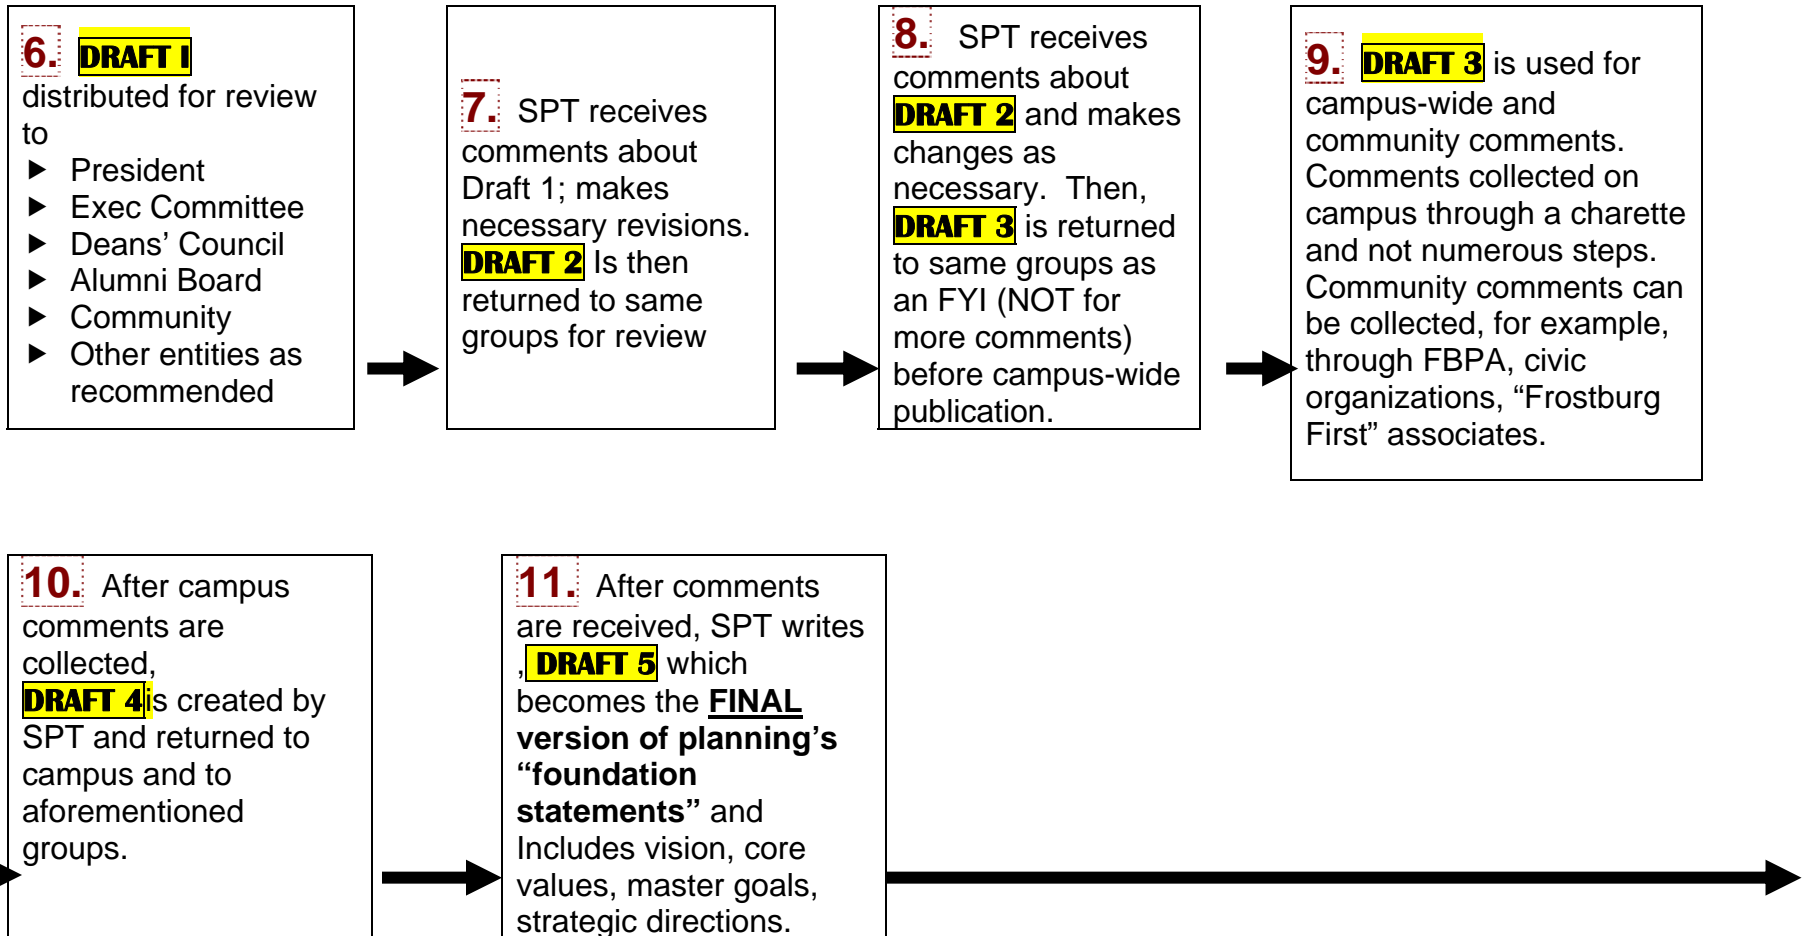 6. DRAFT I
distributed for review
to
► President
► Exec Committee
► Deans’ Council
► Alumni Board
► Community
► Other entities as
recommended
7. SPT receives
comments about
Draft 1; makes
necessary revisions.
DRAFT 2 Is then
returned to same
groups for review
8. SPT receives
comments about
DRAFT 2 and makes
changes as
necessary. Then,
DRAFT 3 is returned
to same groups as
an FYI (NOT for
more comments)
before campus-wide
publication.
9. DRAFT 3 is used for
campus-wide and
community comments.
Comments collected on
campus through a charette
and not numerous steps.
Community comments can
be collected, for example,
through FBPA, civic
organizations, “Frostburg
First” associates.
10. After campus
comments are
collected,
DRAFT 4 is created by
SPT and returned to
campus and to
aforementioned
groups.
11. After comments
are received, SPT writes
, DRAFT 5 which
becomes the FINAL
version of planning’s
“foundation
statements” and
Includes vision, core
values, master goals,
strategic directions.